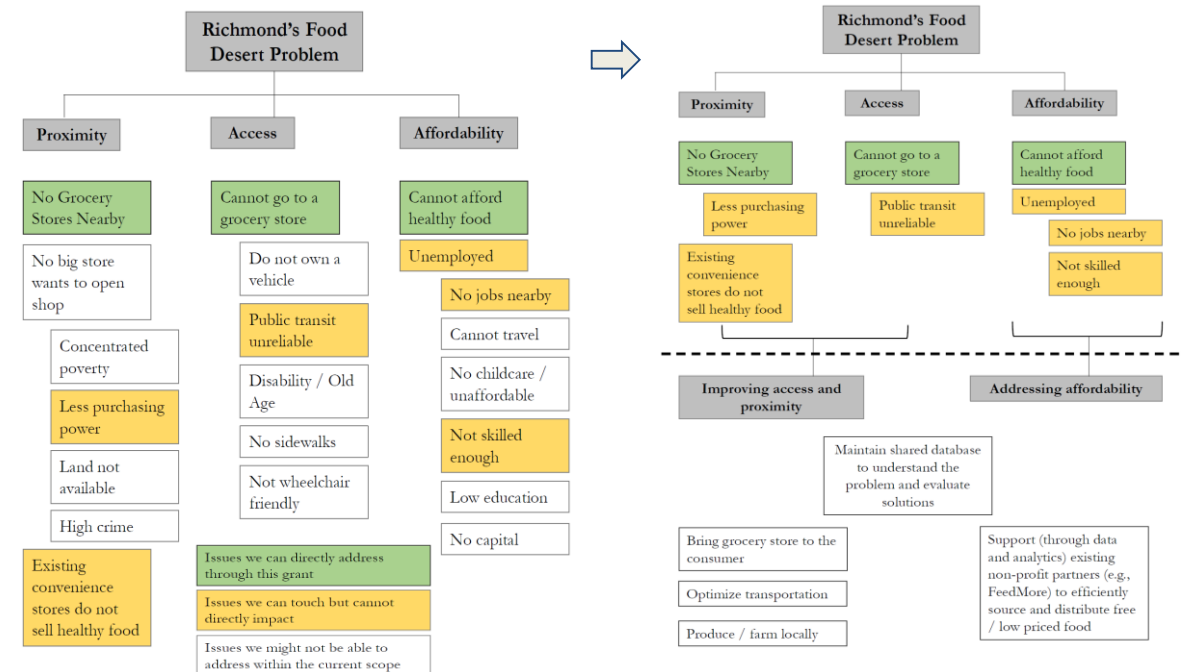 Richmond's Food
Desert Problem
Proximity
Access
Affordability
No Grocery
Stores Nearby
No big store
wants to open
shop
Concentrated
poverty
Less purchasing
power
Land not
available
High crime
Existing
convenience
stores do not
sell healthy food
Cannot go to a
grocery store
Do not own a
vehicle
Public transit
unreliable
Disability / Old
Age
No sidewalks
Not wheelchair
friendly
Cannot afford
healthy food
Unemployed
No jobs nearby
Cannot travel
No childcare /
unaffordable
Not skilled
enough
Low education
No capital
Issues we can directly address
through this grant
Issues we can touch but cannot
directly impact
Issues we might not be able to
address within the current scope
Richmond's Food
Desert Problem
Proximity
Access
Affordability
No Grocery
Stores Nearby
Less purchasing
power
Existing
convenience
stores do not
sell healthy food
Cannot go to a
grocery store
Public transit
unreliable
Cannot afford
healthy food
Unemployed
No jobs nearby
Not skilled
enough
Improving access and
proximity
Addressing affordability
Maintain shared database
to understand the
problem and evaluate
solutions
Bring grocery store to the
consumer
Optimize transportation
Produce / farm locally
Support (through data
and analytics) existing
non-profit partners (e.g.,
FeedMore) to efficiently
source and distribute free
/ low priced food